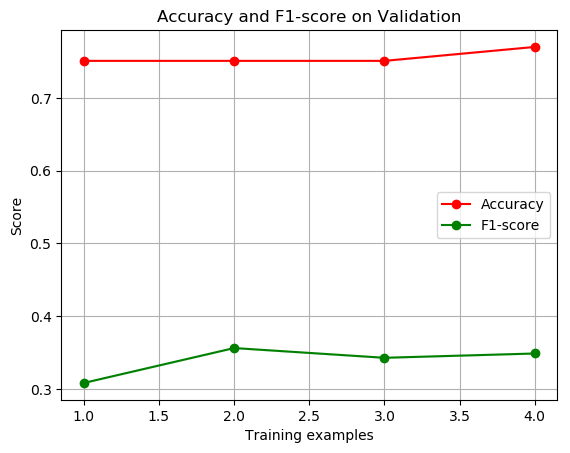 Accuracy and F1-score on Validation
Score
0.7
0.6
0.5
0.4
0.3
Accuracy
F1-score
1.0 1.5 2.0 2.5 3.0 3.5 4.0
Training examples